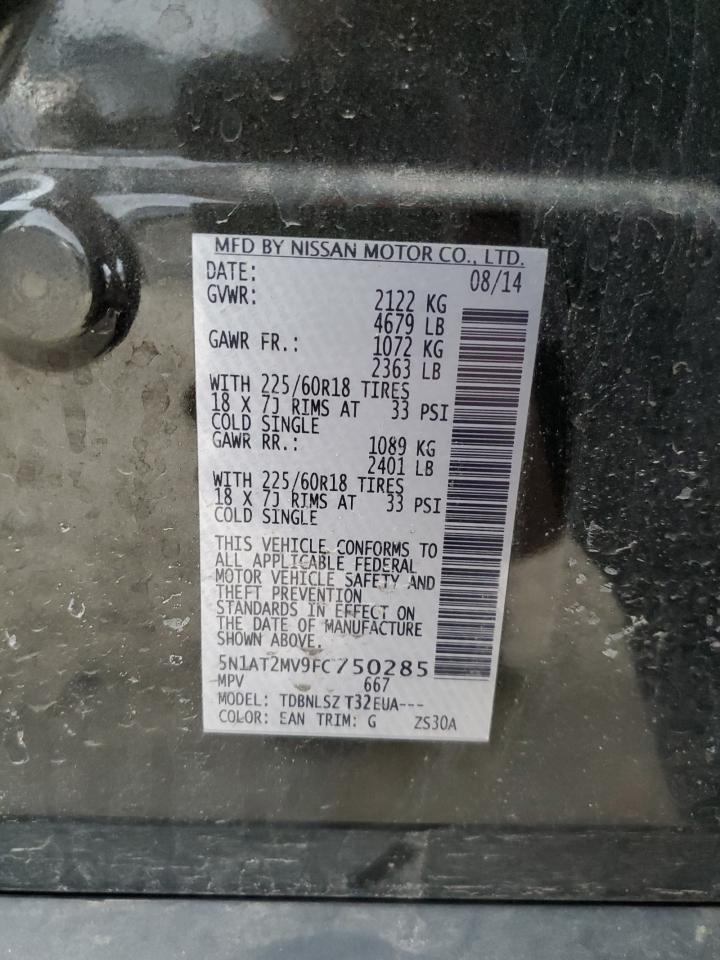 MFD BY NISSAN MOTOR CO., LTD.
DATE: 08/14
GVWR: 2122 KG
4679 LB
GAWR FR.: 1072 KG
2363 LB
WITH 225/60R18 TIRES
18 X 7J RIMS AT 33 PSI
COLD SINGLE
GAWR RR.: 1089 KG
2401 LB
WITH 225/60R18 TIRES
18 X 7J RIMS AT 33 PSI
COLD SINGLE
THIS VEHICLE CONFORMS TO
ALL APPLICABLE FEDERAL
MOTOR VEHICLE SAFETY AND
THEFT PREVENTION
STANDARDS IN EFFECT ON
THE DATE OF MANUFACTURE
SHOWN ABOVE.
5N1AT2MV9FC750285
MPV 667
MODEL: TDBNLSZ T32EUA---
COLOR: EAN TRIM: G ZS30A